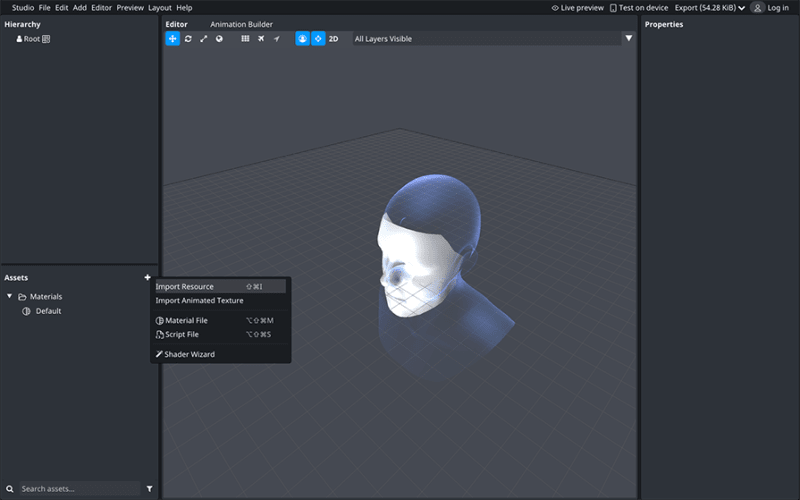 Studio File Edit Add Editor Preview Layout Help
Live preview Test on device Export (54.28 KiB) Log in
Hierarchy
Root
Editor Animation Builder
2D All Layers Visible
Properties
Assets
Materials
Default
Import Resource ⇧⌘I
Import Animated Texture
Material File ⌥⇧⌘M
Script File ⌥⇧⌘S
Shader Wizard
Search assets...